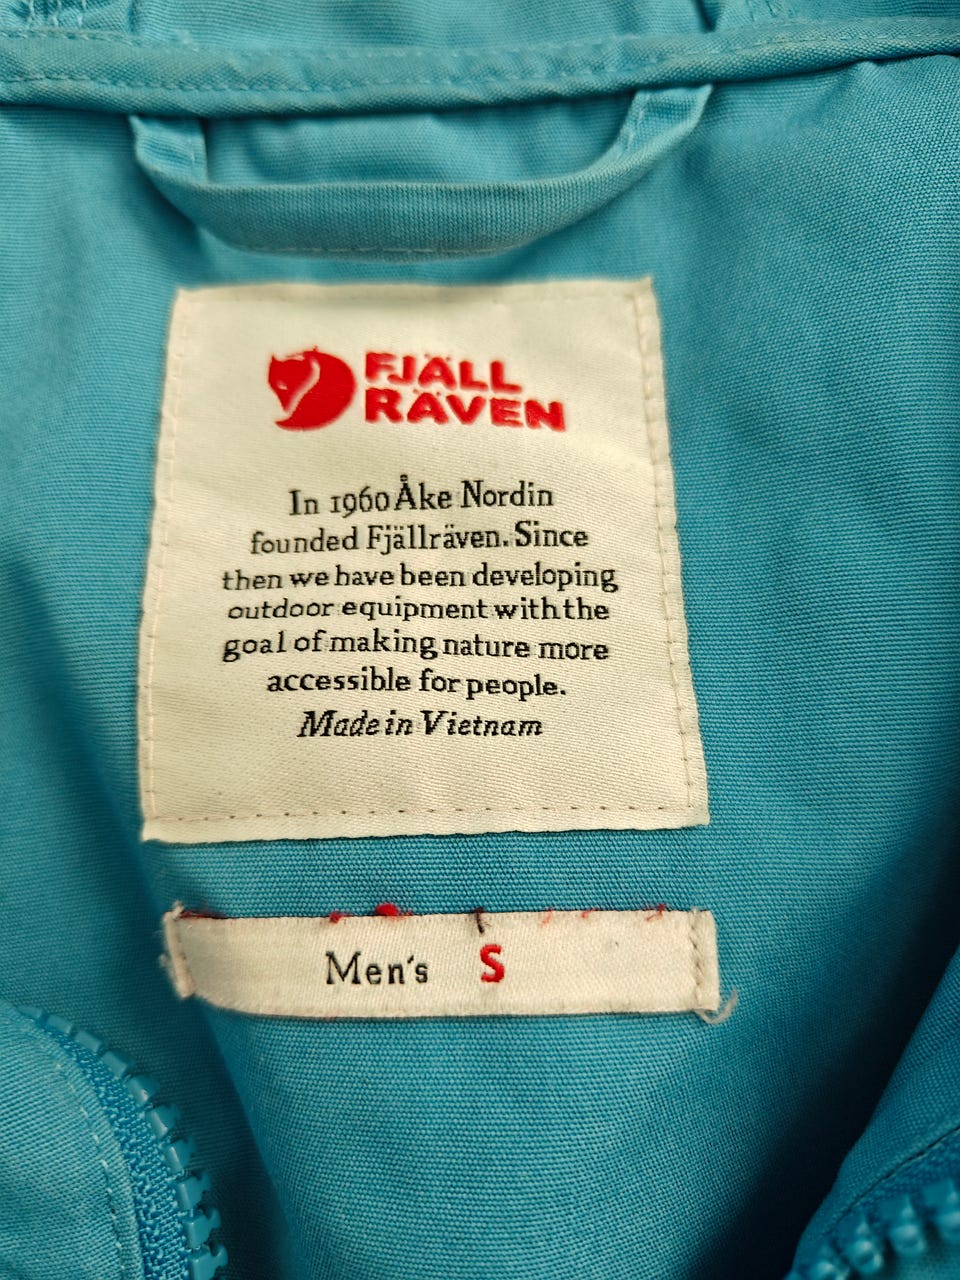 FJÄLL
RÄVEN
In 1960 Åke Nordin
founded Fjällräven. Since
then we have been developing
outdoor equipment with the
goal of making nature more
accessible for people.
Made in Vietnam
Men's S